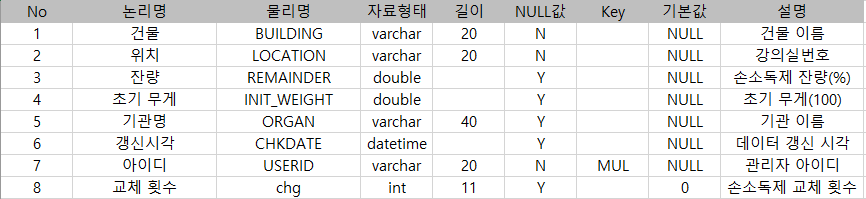 No 논리명 물리명 자료형태 길이 NULL값 Key 기본값 설명
1 건물 BUILDING varchar 20 N NULL 건물 이름
2 위치 LOCATION varchar 20 N NULL 강의실번호
3 잔량 REMAINDER double Y NULL 손소독제 잔량(%)
4 초기 무게 INIT_WEIGHT double Y NULL 초기 무게(100)
5 기관명 ORGAN varchar 40 Y NULL 기관 이름
6 갱신시각 CHKDATE datetime Y NULL 데이터 갱신 시각
7 아이디 USERID varchar 20 N MUL NULL 관리자 아이디
8 교체 횟수 chg int 11 Y 0 손소독제 교체 횟수